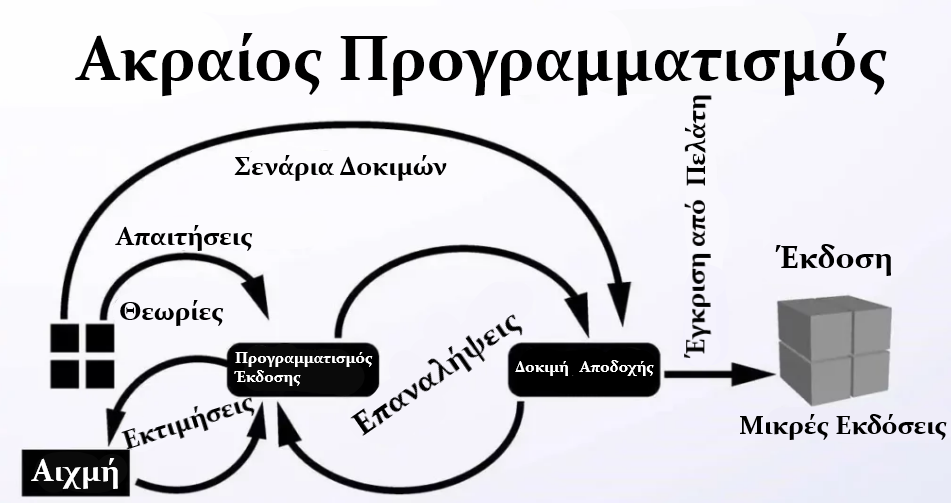 Ακραίος Προγραμματισμός
Σενάρια Δοκιμών
Έγκριση από Πελάτη
Απαιτήσεις
Έκδοση
Θεωρίες
Προγραμματισμός
Έκδοσης
Επαναλήψεις
Δοκιμή Αποδοχής
Εκτιμήσεις
Μικρές Εκδόσεις
Αιχμή